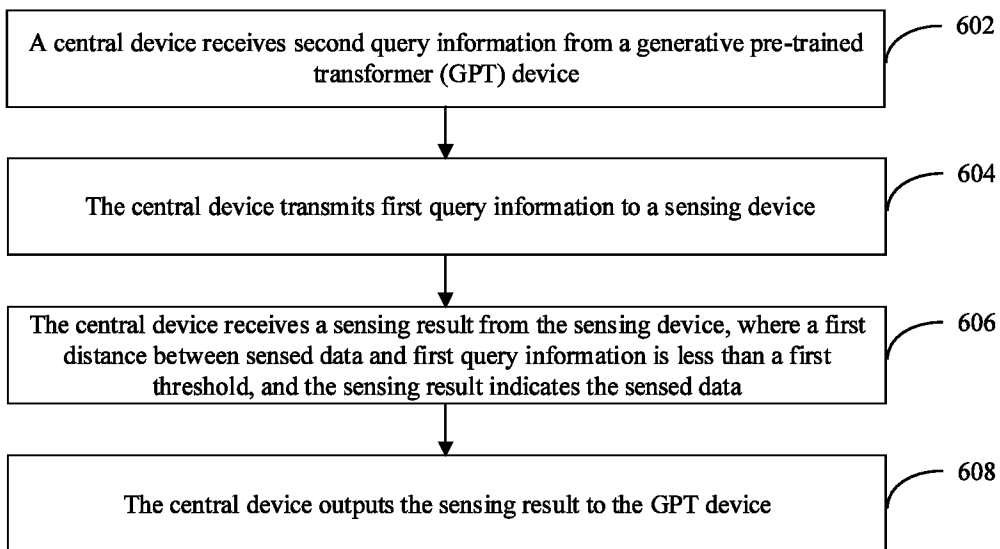 A central device receives second query information from a generative pre-trained
transformer (GPT) device
602
The central device transmits first query information to a sensing device
604
The central device receives a sensing result from the sensing device, where a first
distance between sensed data and first query information is less than a first
threshold, and the sensing result indicates the sensed data
606
The central device outputs the sensing result to the GPT device
608